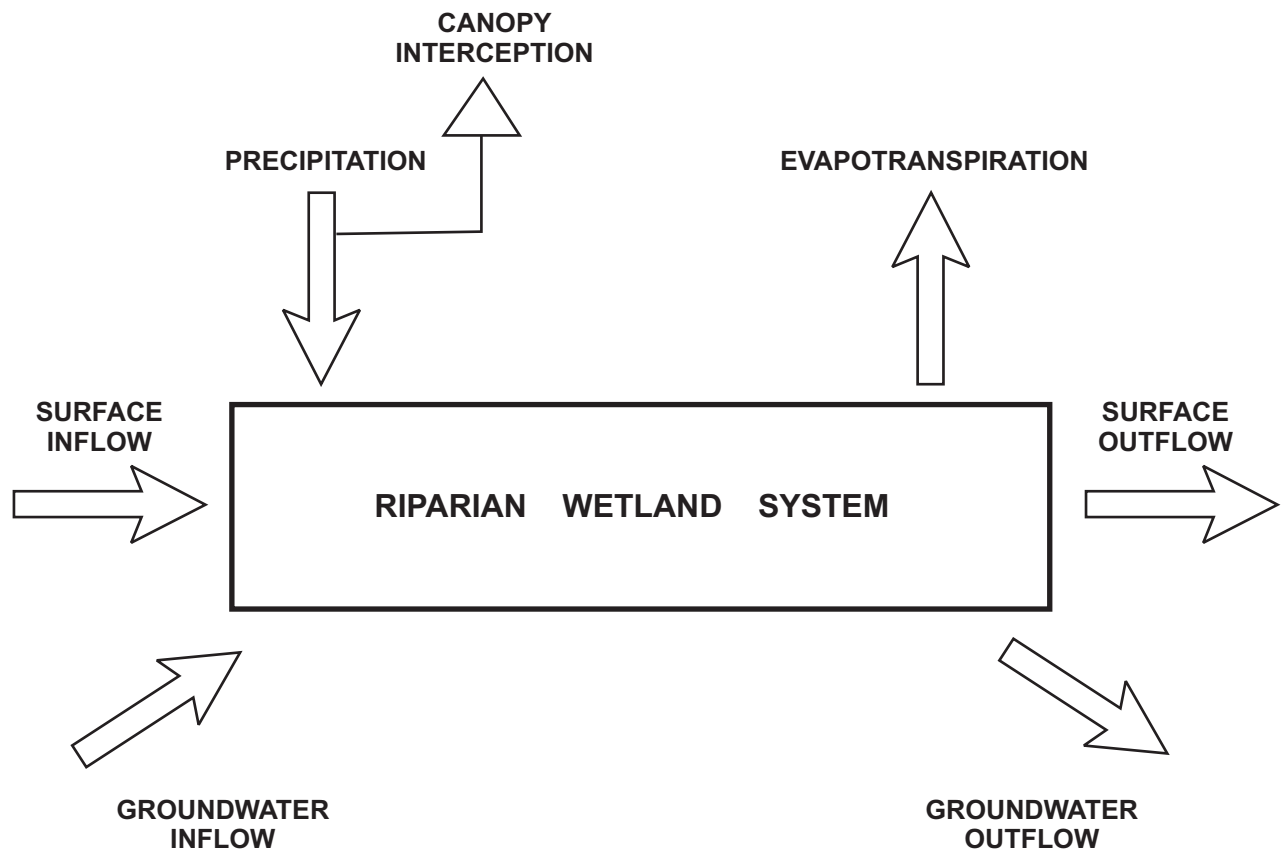 CANOPY
INTERCEPTION
PRECIPITATION
EVAPOTRANSPIRATION
SURFACE
INFLOW
SURFACE
OUTFLOW
RIPARIAN WETLAND SYSTEM
GROUNDWATER
INFLOW
GROUNDWATER
OUTFLOW